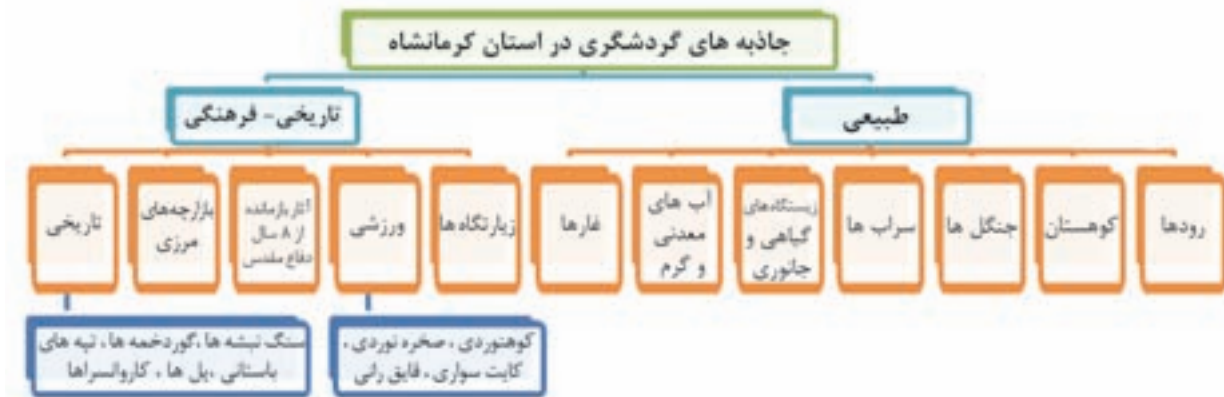 جاذبه های گردشگری در استان کرمانشاه
طبیعی
تاریخی - فرهنگی
رودها
کوهستان
جنگل ها
سراب ها
زیستگاه‌های
گیاهی و
جانوری
آب های
معدنی
و گرم
غارها
زیارتگاه ها
ورزشی
آثار بازمانده
از ۸ سال
دفاع مقدس
بازارچه‌های
مرزی
تاریخی
کوهنوردی ، صخره نوردی ،
کایت سواری ، قایق رانی
سنگ نبشته ها ،گوردخمه ها ، تپه های
باستانی ،پل ها ، کاروانسراها